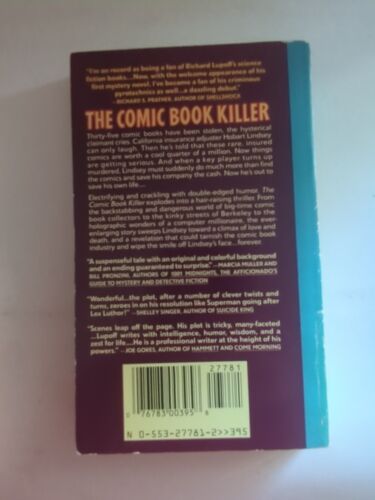 "I'm on record as being a fan of Richard Lupoff's science
fiction books...Now, with the welcome appearance of his
first mystery novel, I'm a fan of his criminous
pyrotechnics as well ...a dazzling debut."
—RICHARD S. PRATHER, AUTHOR OF SHELLSHOCK
THE COMIC BOOK KILLER
Thirty-five comic books have been stolen, the hysterical
claimant cries. California insurance adjuster Hobart Lindsey
can only laugh. Then he's told that these rare, insured
comics are worth a cool quarter of a million. Now things
are getting serious. And when a key player turns up
murdered, Lindsey must suddenly do much more than find
the comics and save his company the cash. Now he's out to
save his own life...
Electrifying and crackling with double-edged humor, The
Comic Book Killer explodes into a hair-raising thriller. From
the backstabbing and dangerous world of big-time comic
book collectors to the kinky streets of Berkeley to the
holographic wonders of a computer millionaire, the ever
enlarging story sweeps Lindsey toward a climax of love and
death, and a revelation that could tarnish the comic book
industry and wipe the smile off Lindsey's face...forever.
"A suspenseful tale with an original and colorful background
and an ending guaranteed to surprise."—MARCIA MULLER AND
BILL PRONZINI, AUTHORS OF 1001 MIDNIGHTS, THE AFFICIONADO'S
GUIDE TO MYSTERY AND DETECTIVE FICTION
"Wonderful...the plot, after a number of clever twists and
turns, zeroes in on his resolution like Superman going after
Lex Luthor!" —SHELLEY SINGER, AUTHOR OF SUICIDE KING
"Scenes leap off the page. His plot is tricky, many-faceted
...Lupoff writes with intelligence, humor, wisdom, and a
zest for life...He is a professional writer at the height of his
powers." —JOE GORES, AUTHOR OF HAMMETT AND COME MORNING
27781
0 76783 00395 8
N 0-553-27781-2>>395